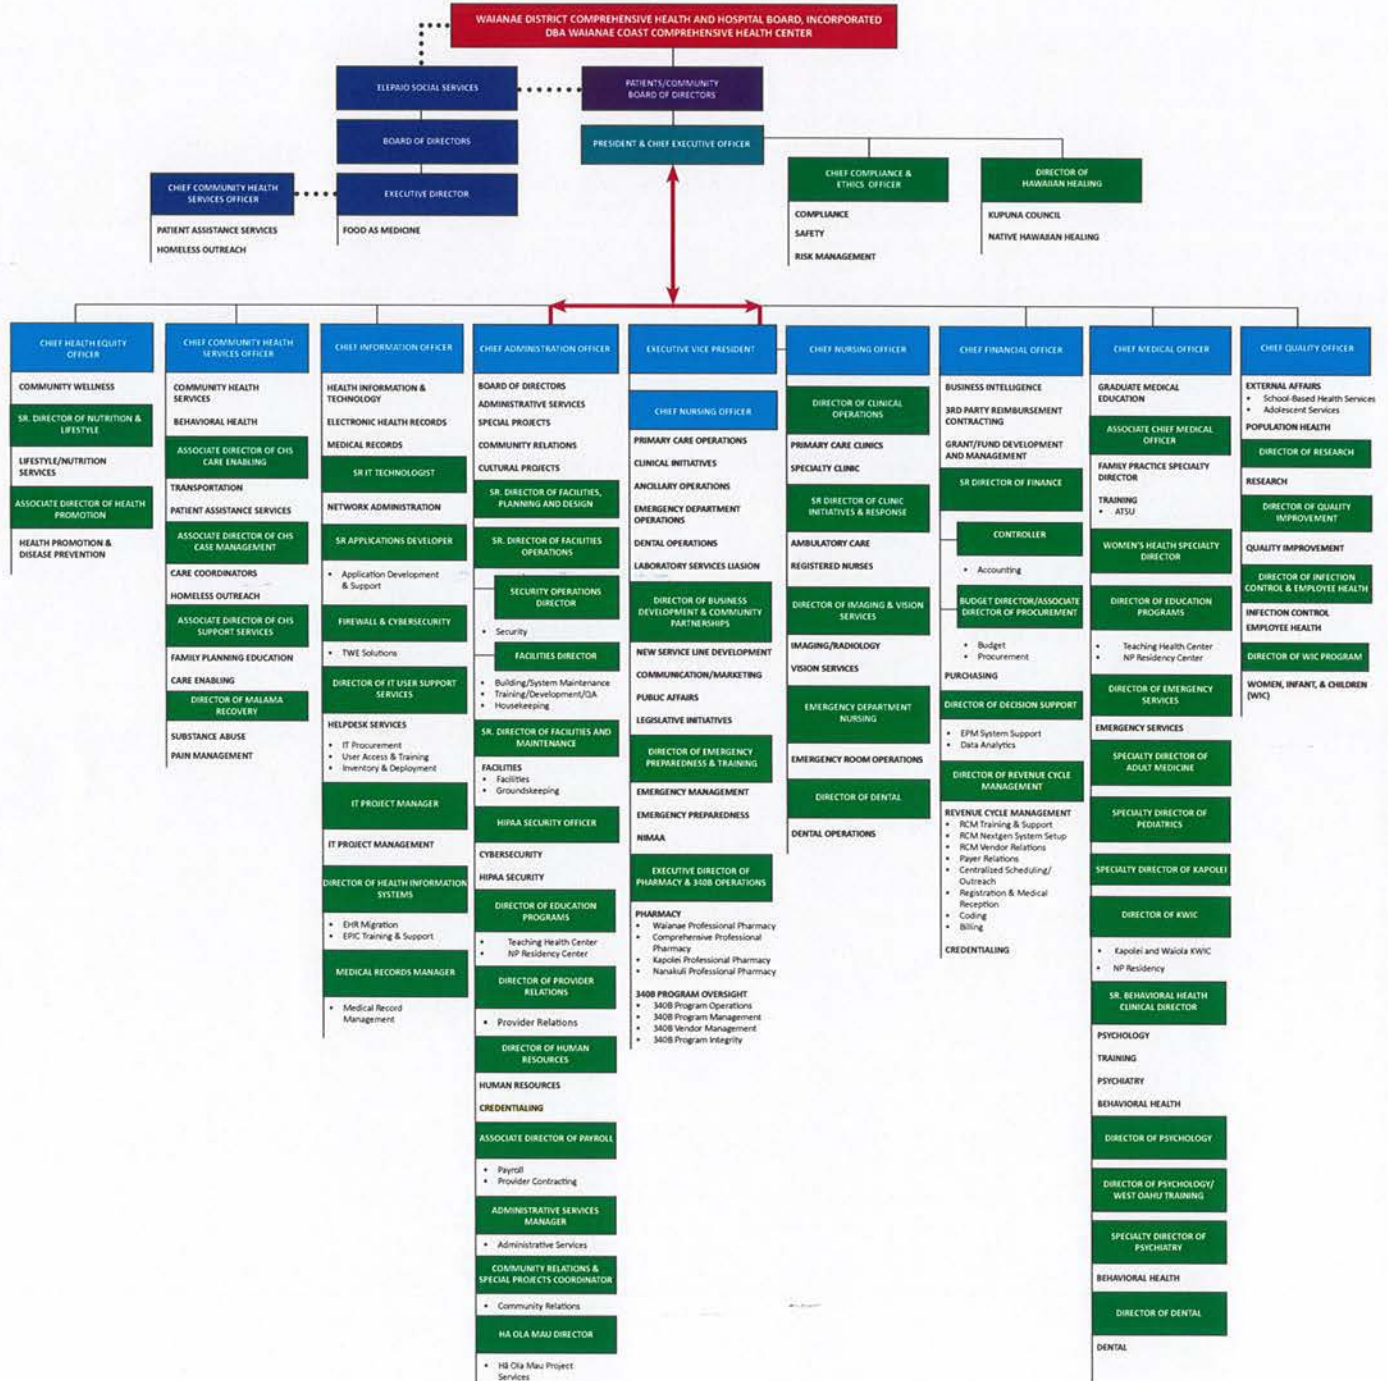 WAIANAE DISTRICT COMPREHENSIVE HEALTH AND HOSPITAL BOARD, INCORPORATED
DBA WAIANAE COAST COMPREHENSIVE HEALTH CENTER
ELEPAIO SOCIAL SERVICES
PATIENTS/COMMUNITY
BOARD OF DIRECTORS
BOARD OF DIRECTORS
PRESIDENT & CHIEF EXECUTIVE OFFICER
CHIEF COMMUNITY HEALTH
SERVICES OFFICER
PATIENT ASSISTANCE SERVICES
HOMELESS OUTREACH
EXECUTIVE DIRECTOR
FOOD AS MEDICINE
CHIEF COMPLIANCE &
ETHICS OFFICER
COMPLIANCE
SAFETY
RISK MANAGEMENT
DIRECTOR OF
HAWAIIAN HEALING
KUPUNA COUNCIL
NATIVE HAWAIIAN HEALING
CHIEF HEALTH EQUITY
OFFICER
COMMUNITY WELLNESS
SR. DIRECTOR OF NUTRITION &
LIFESTYLE
LIFESTYLE/NUTRITION
SERVICES
ASSOCIATE DIRECTOR OF HEALTH
PROMOTION
HEALTH PROMOTION &
DISEASE PREVENTION
CHIEF COMMUNITY HEALTH
SERVICES OFFICER
COMMUNITY HEALTH
SERVICES
BEHAVIORAL HEALTH
ASSOCIATE DIRECTOR OF CHS
CARE ENABLING
TRANSPORTATION
PATIENT ASSISTANCE SERVICES
ASSOCIATE DIRECTOR OF CHS
CASE MANAGEMENT
CARE COORDINATORS
HOMELESS OUTREACH
ASSOCIATE DIRECTOR OF CHS
SUPPORT SERVICES
FAMILY PLANNING EDUCATION
CARE ENABLING
DIRECTOR OF MALAMA
RECOVERY
SUBSTANCE ABUSE
PAIN MANAGEMENT
CHIEF INFORMATION OFFICER
HEALTH INFORMATION &
TECHNOLOGY
ELECTRONIC HEALTH RECORDS
MEDICAL RECORDS
SR IT TECHNOLOGIST
NETWORK ADMINISTRATION
SR APPLICATIONS DEVELOPER
• Application Development
& Support
FIREWALL & CYBERSECURITY
• TWE Solutions
DIRECTOR OF IT USER SUPPORT
SERVICES
HELPDESK SERVICES
• IT Procurement
• User Access & Training
• Inventory & Deployment
IT PROJECT MANAGER
IT PROJECT MANAGEMENT
DIRECTOR OF HEALTH INFORMATION
SYSTEMS
• EHR Migration
• EPIC Training & Support
MEDICAL RECORDS MANAGER
• Medical Record
Management
CHIEF ADMINISTRATION OFFICER
BOARD OF DIRECTORS
ADMINISTRATIVE SERVICES
SPECIAL PROJECTS
COMMUNITY RELATIONS
CULTURAL PROJECTS
SR. DIRECTOR OF FACILITIES,
PLANNING AND DESIGN
SR. DIRECTOR OF FACILITIES
OPERATIONS
SECURITY OPERATIONS
DIRECTOR
• Security
FACILITIES DIRECTOR
• Building/System Maintenance
• Training/Development/QA
• Housekeeping
SR. DIRECTOR OF FACILITIES AND
MAINTENANCE
FACILITIES
• Facilities
• Groundskeeping
HIPAA SECURITY OFFICER
CYBERSECURITY
HIPAA SECURITY
DIRECTOR OF EDUCATION
PROGRAMS
• Teaching Health Center
• NP Residency Center
DIRECTOR OF PROVIDER
RELATIONS
• Provider Relations
DIRECTOR OF HUMAN
RESOURCES
HUMAN RESOURCES
CREDENTIALING
ASSOCIATE DIRECTOR OF PAYROLL
• Payroll
• Provider Contracting
ADMINISTRATIVE SERVICES
MANAGER
• Administrative Services
COMMUNITY RELATIONS &
SPECIAL PROJECTS COORDINATOR
• Community Relations
HA OLA MAU DIRECTOR
• Hā Ola Mau Project
Services
EXECUTIVE VICE PRESIDENT
CHIEF NURSING OFFICER
PRIMARY CARE OPERATIONS
CLINICAL INITIATIVES
ANCILLARY OPERATIONS
EMERGENCY DEPARTMENT
OPERATIONS
DENTAL OPERATIONS
LABORATORY SERVICES LIASION
DIRECTOR OF BUSINESS
DEVELOPMENT & COMMUNITY
PARTNERSHIPS
NEW SERVICE LINE DEVELOPMENT
COMMUNICATION/MARKETING
PUBLIC AFFAIRS
LEGISLATIVE INITIATIVES
DIRECTOR OF EMERGENCY
PREPAREDNESS & TRAINING
EMERGENCY MANAGEMENT
EMERGENCY PREPAREDNESS
NIMAA
EXECUTIVE DIRECTOR OF
PHARMACY & 340B OPERATIONS
PHARMACY
• Waianae Professional Pharmacy
• Comprehensive Professional
Pharmacy
• Kapolei Professional Pharmacy
• Nanakuli Professional Pharmacy
340B PROGRAM OVERSIGHT
• 340B Program Operations
• 340B Program Management
• 340B Vendor Management
• 340B Program Integrity
CHIEF NURSING OFFICER
DIRECTOR OF CLINICAL
OPERATIONS
PRIMARY CARE CLINICS
SPECIALTY CLINIC
SR DIRECTOR OF CLINIC
INITIATIVES & RESPONSE
AMBULATORY CARE
REGISTERED NURSES
DIRECTOR OF IMAGING & VISION
SERVICES
IMAGING/RADIOLOGY
VISION SERVICES
EMERGENCY DEPARTMENT
NURSING
EMERGENCY ROOM OPERATIONS
DIRECTOR OF DENTAL
DENTAL OPERATIONS
CHIEF FINANCIAL OFFICER
BUSINESS INTELLIGENCE
3RD PARTY REIMBURSEMENT
CONTRACTING
GRANT/FUND DEVELOPMENT
AND MANAGEMENT
SR DIRECTOR OF FINANCE
CONTROLLER
• Accounting
BUDGET DIRECTOR/ASSOCIATE
DIRECTOR OF PROCUREMENT
• Budget
• Procurement
PURCHASING
DIRECTOR OF DECISION SUPPORT
• EPM System Support
• Data Analytics
DIRECTOR OF REVENUE CYCLE
MANAGEMENT
REVENUE CYCLE MANAGEMENT
• RCM Training & Support
• RCM Nextgen System Setup
• RCM Vendor Relations
• Payer Relations
• Centralized Scheduling/
Outreach
• Registration & Medical
Reception
• Coding
• Billing
CREDENTIALING
CHIEF MEDICAL OFFICER
GRADUATE MEDICAL
EDUCATION
ASSOCIATE CHIEF MEDICAL
OFFICER
FAMILY PRACTICE SPECIALTY
DIRECTOR
TRAINING
• ATSU
WOMEN'S HEALTH SPECIALTY
DIRECTOR
DIRECTOR OF EDUCATION
PROGRAMS
• Teaching Health Center
• NP Residency Center
DIRECTOR OF EMERGENCY
SERVICES
EMERGENCY SERVICES
SPECIALTY DIRECTOR OF
ADULT MEDICINE
SPECIALTY DIRECTOR OF
PEDIATRICS
SPECIALTY DIRECTOR OF KAPOLEI
DIRECTOR OF KWIC
• Kapolei and Waiola KWIC
• NP Residency
SR. BEHAVIORAL HEALTH
CLINICAL DIRECTOR
PSYCHOLOGY
TRAINING
PSYCHIATRY
BEHAVIORAL HEALTH
DIRECTOR OF PSYCHOLOGY
DIRECTOR OF PSYCHOLOGY/
WEST OAHU TRAINING
SPECIALTY DIRECTOR OF
PSYCHIATRY
BEHAVIORAL HEALTH
DIRECTOR OF DENTAL
DENTAL
CHIEF QUALITY OFFICER
EXTERNAL AFFAIRS
• School-Based Health Services
• Adolescent Services
POPULATION HEALTH
DIRECTOR OF RESEARCH
RESEARCH
DIRECTOR OF QUALITY
IMPROVEMENT
QUALITY IMPROVEMENT
DIRECTOR OF INFECTION
CONTROL & EMPLOYEE HEALTH
INFECTION CONTROL
EMPLOYEE HEALTH
DIRECTOR OF WIC PROGRAM
WOMEN, INFANT, & CHILDREN
(WIC)